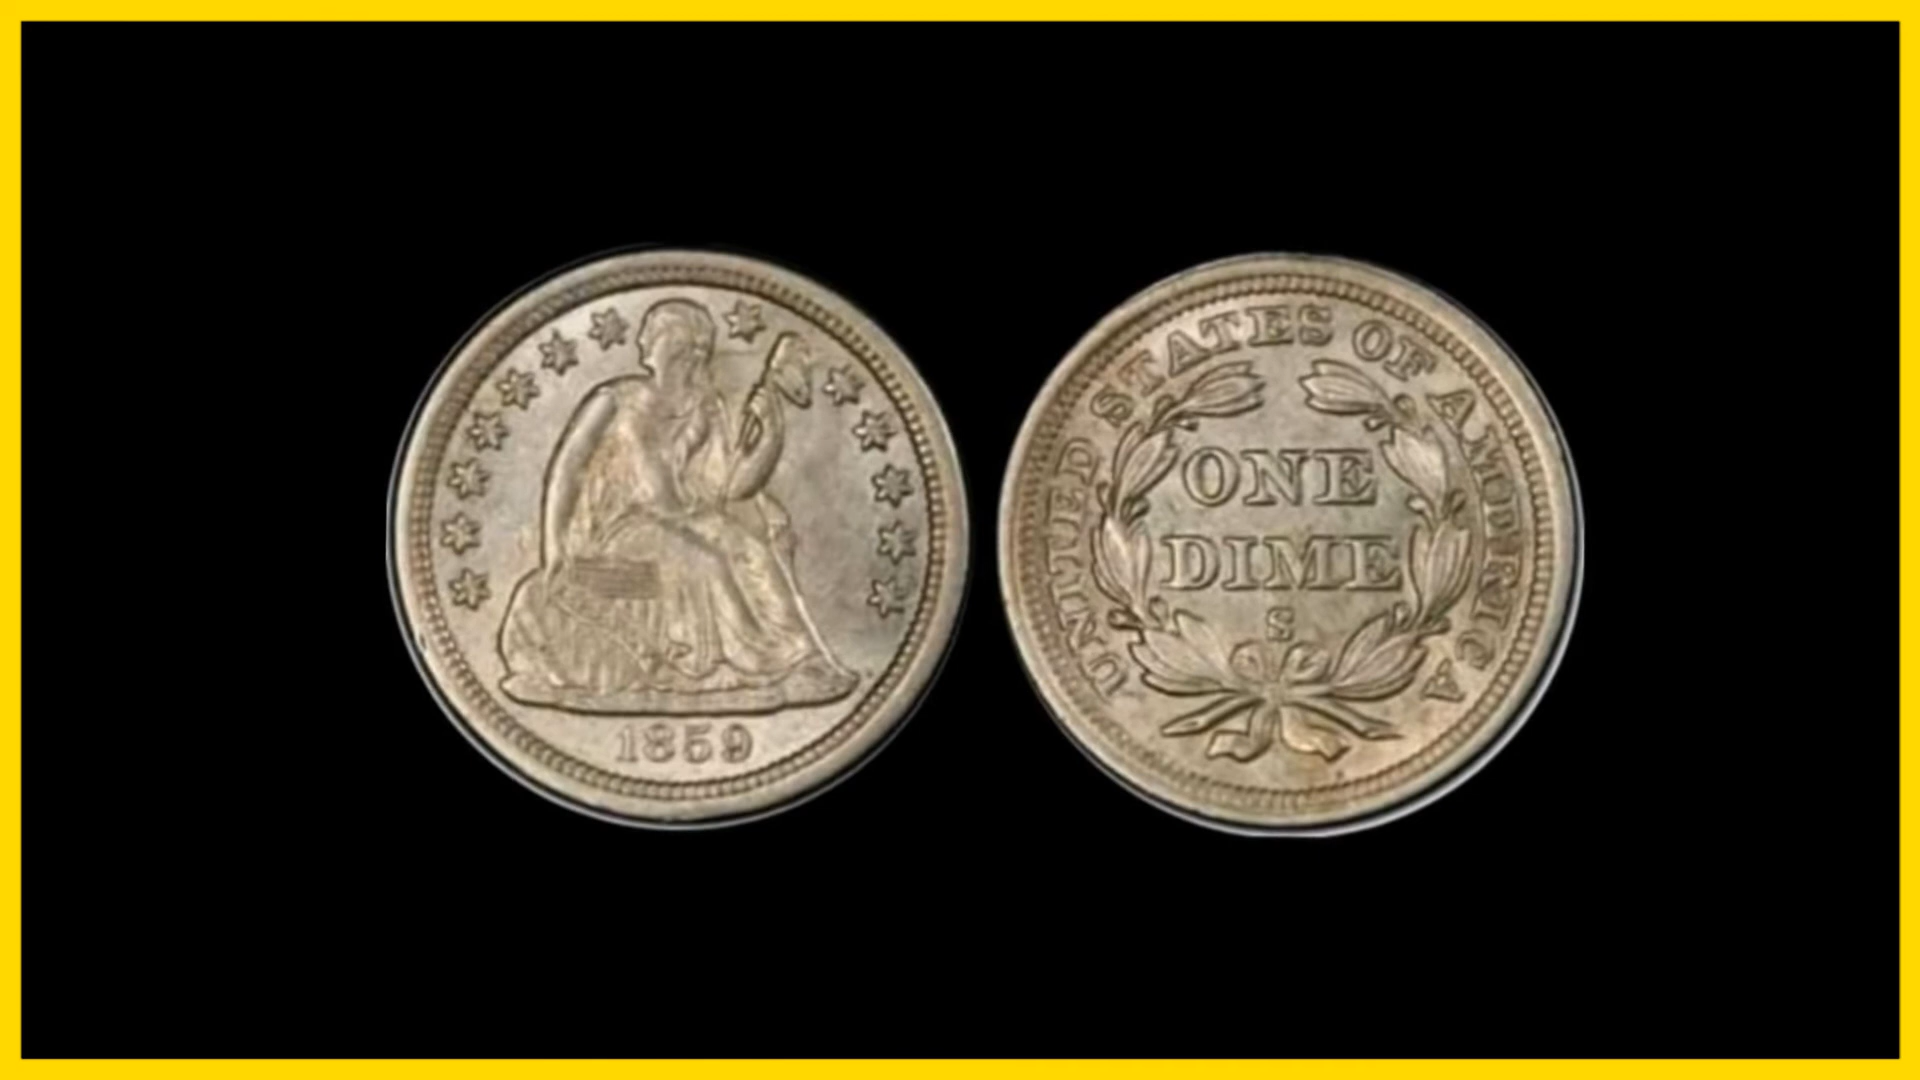 1859
UNITED STATES OF AMERICA
ONE
DIME
S